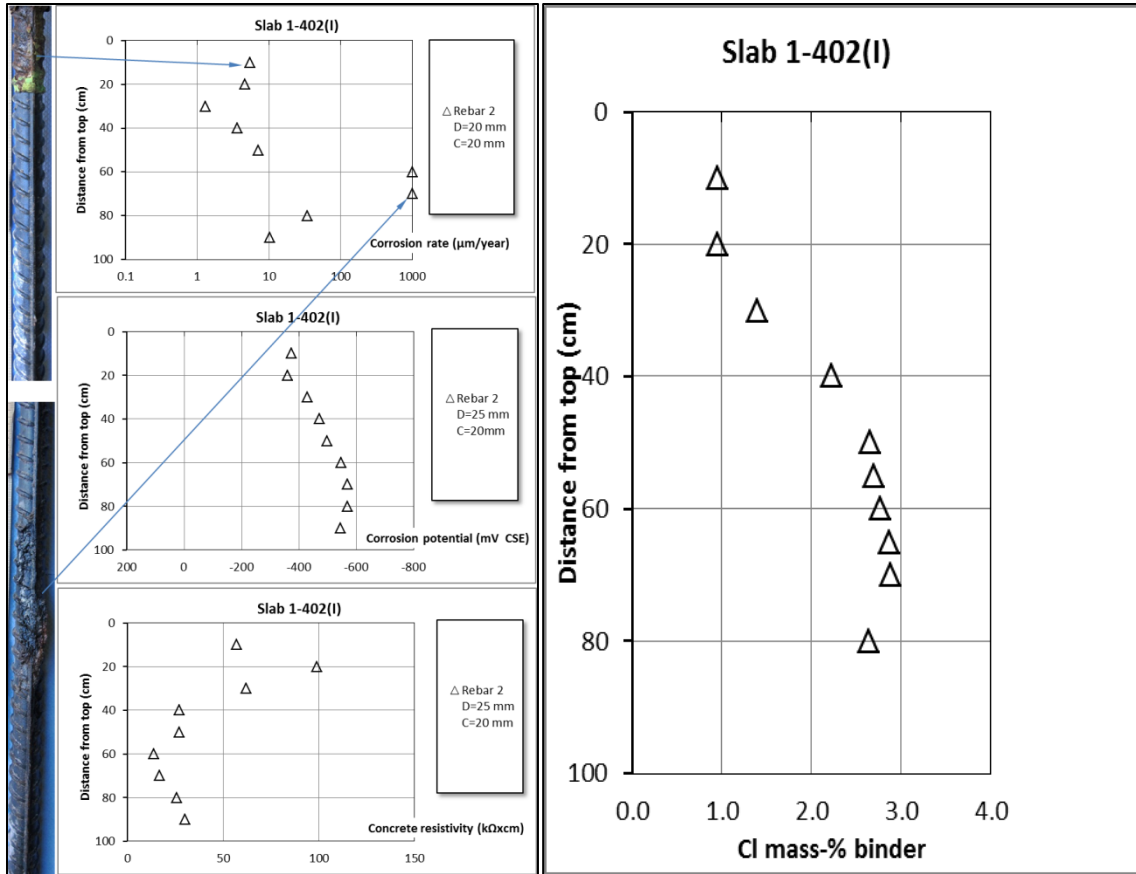 Slab 1-402(I)
Distance from top (cm)
0
20
40
60
80
100
0.1
1
10
100
1000
Corrosion rate (µm/year)
△ Rebar 2
D=20 mm
C=20 mm
Slab 1-402(I)
Distance from top (cm)
0
20
40
60
80
100
200
0
-200
-400
-600
-800
Corrosion potential (mV CSE)
△ Rebar 2
D=25 mm
C=20mm
Slab 1-402(I)
Distance from top (cm)
0
20
40
60
80
100
0
50
100
150
Concrete resistivity (kΩxcm)
△ Rebar 2
D=25 mm
C=20 mm
Slab 1-402(I)
Distance from top (cm)
0
20
40
60
80
100
0.0
1.0
2.0
3.0
4.0
Cl mass-% binder